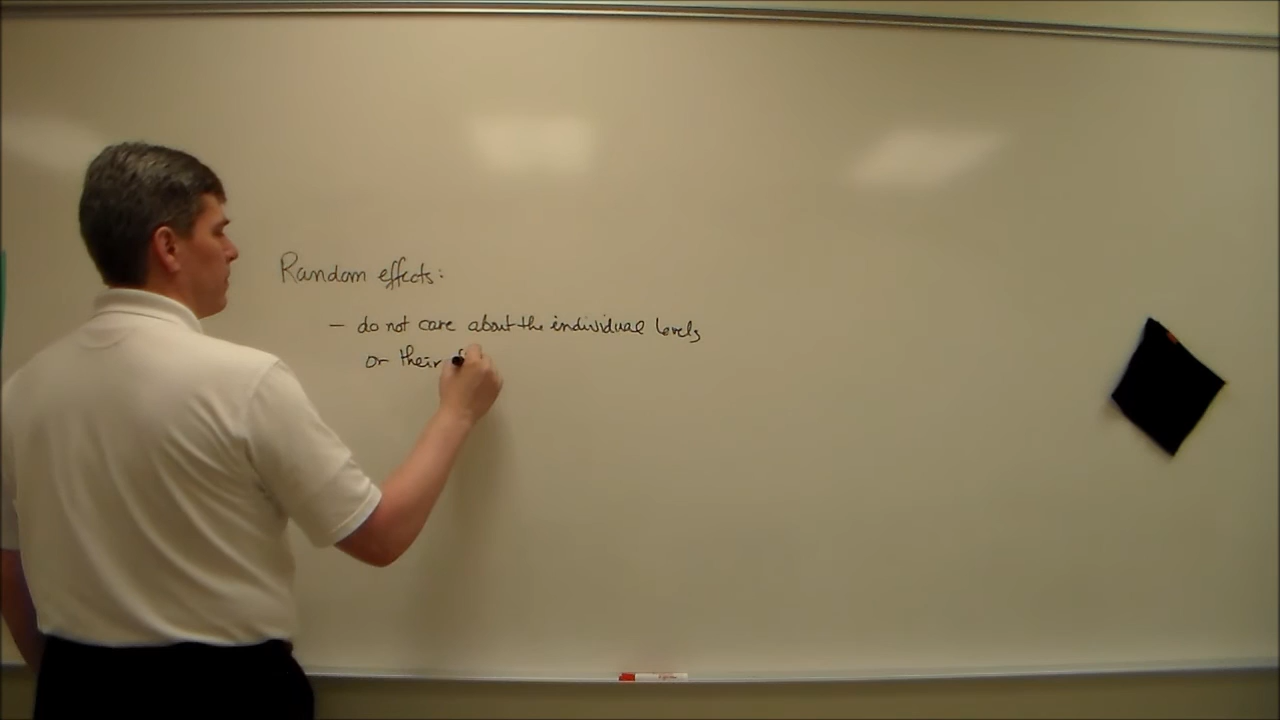 Random effects:
- do not care about the individual levels
or their